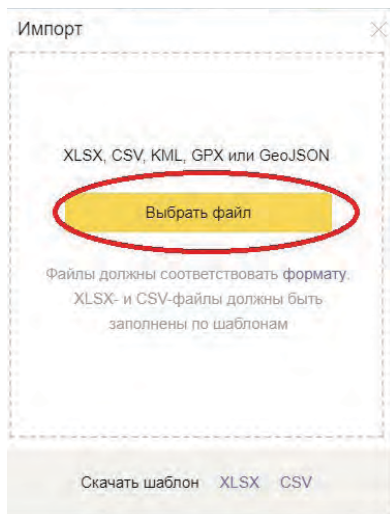 Импорт
XLSX, CSV, KML, GPX или GeoJSON
Выбрать файл
Файлы должны соответствовать формату.
XLSX- и CSV-файлы должны быть
заполнены по шаблонам
Скачать шаблон XLSX CSV